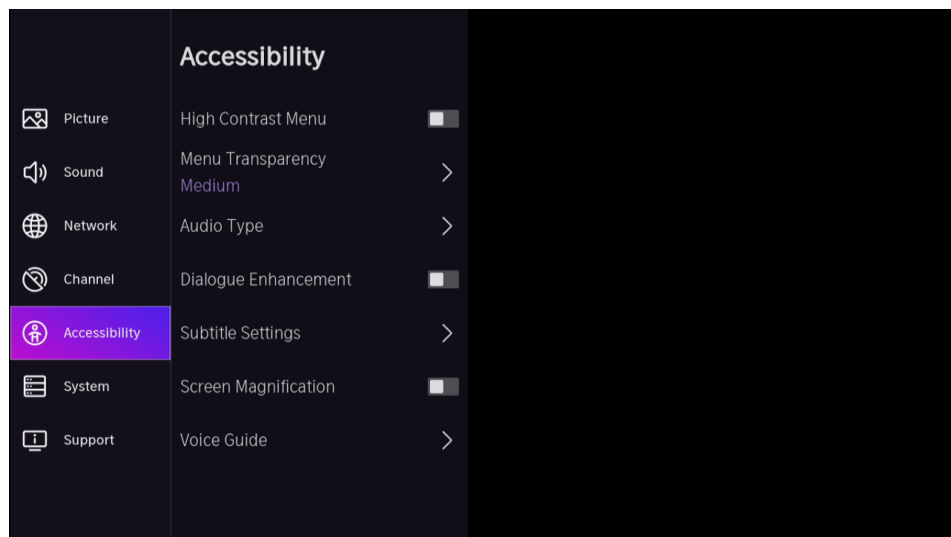 Accessibility
Picture
High Contrast Menu
Sound
Menu Transparency
Medium
Network
Audio Type
Channel
Dialogue Enhancement
Accessibility
Subtitle Settings
System
Screen Magnification
Support
Voice Guide